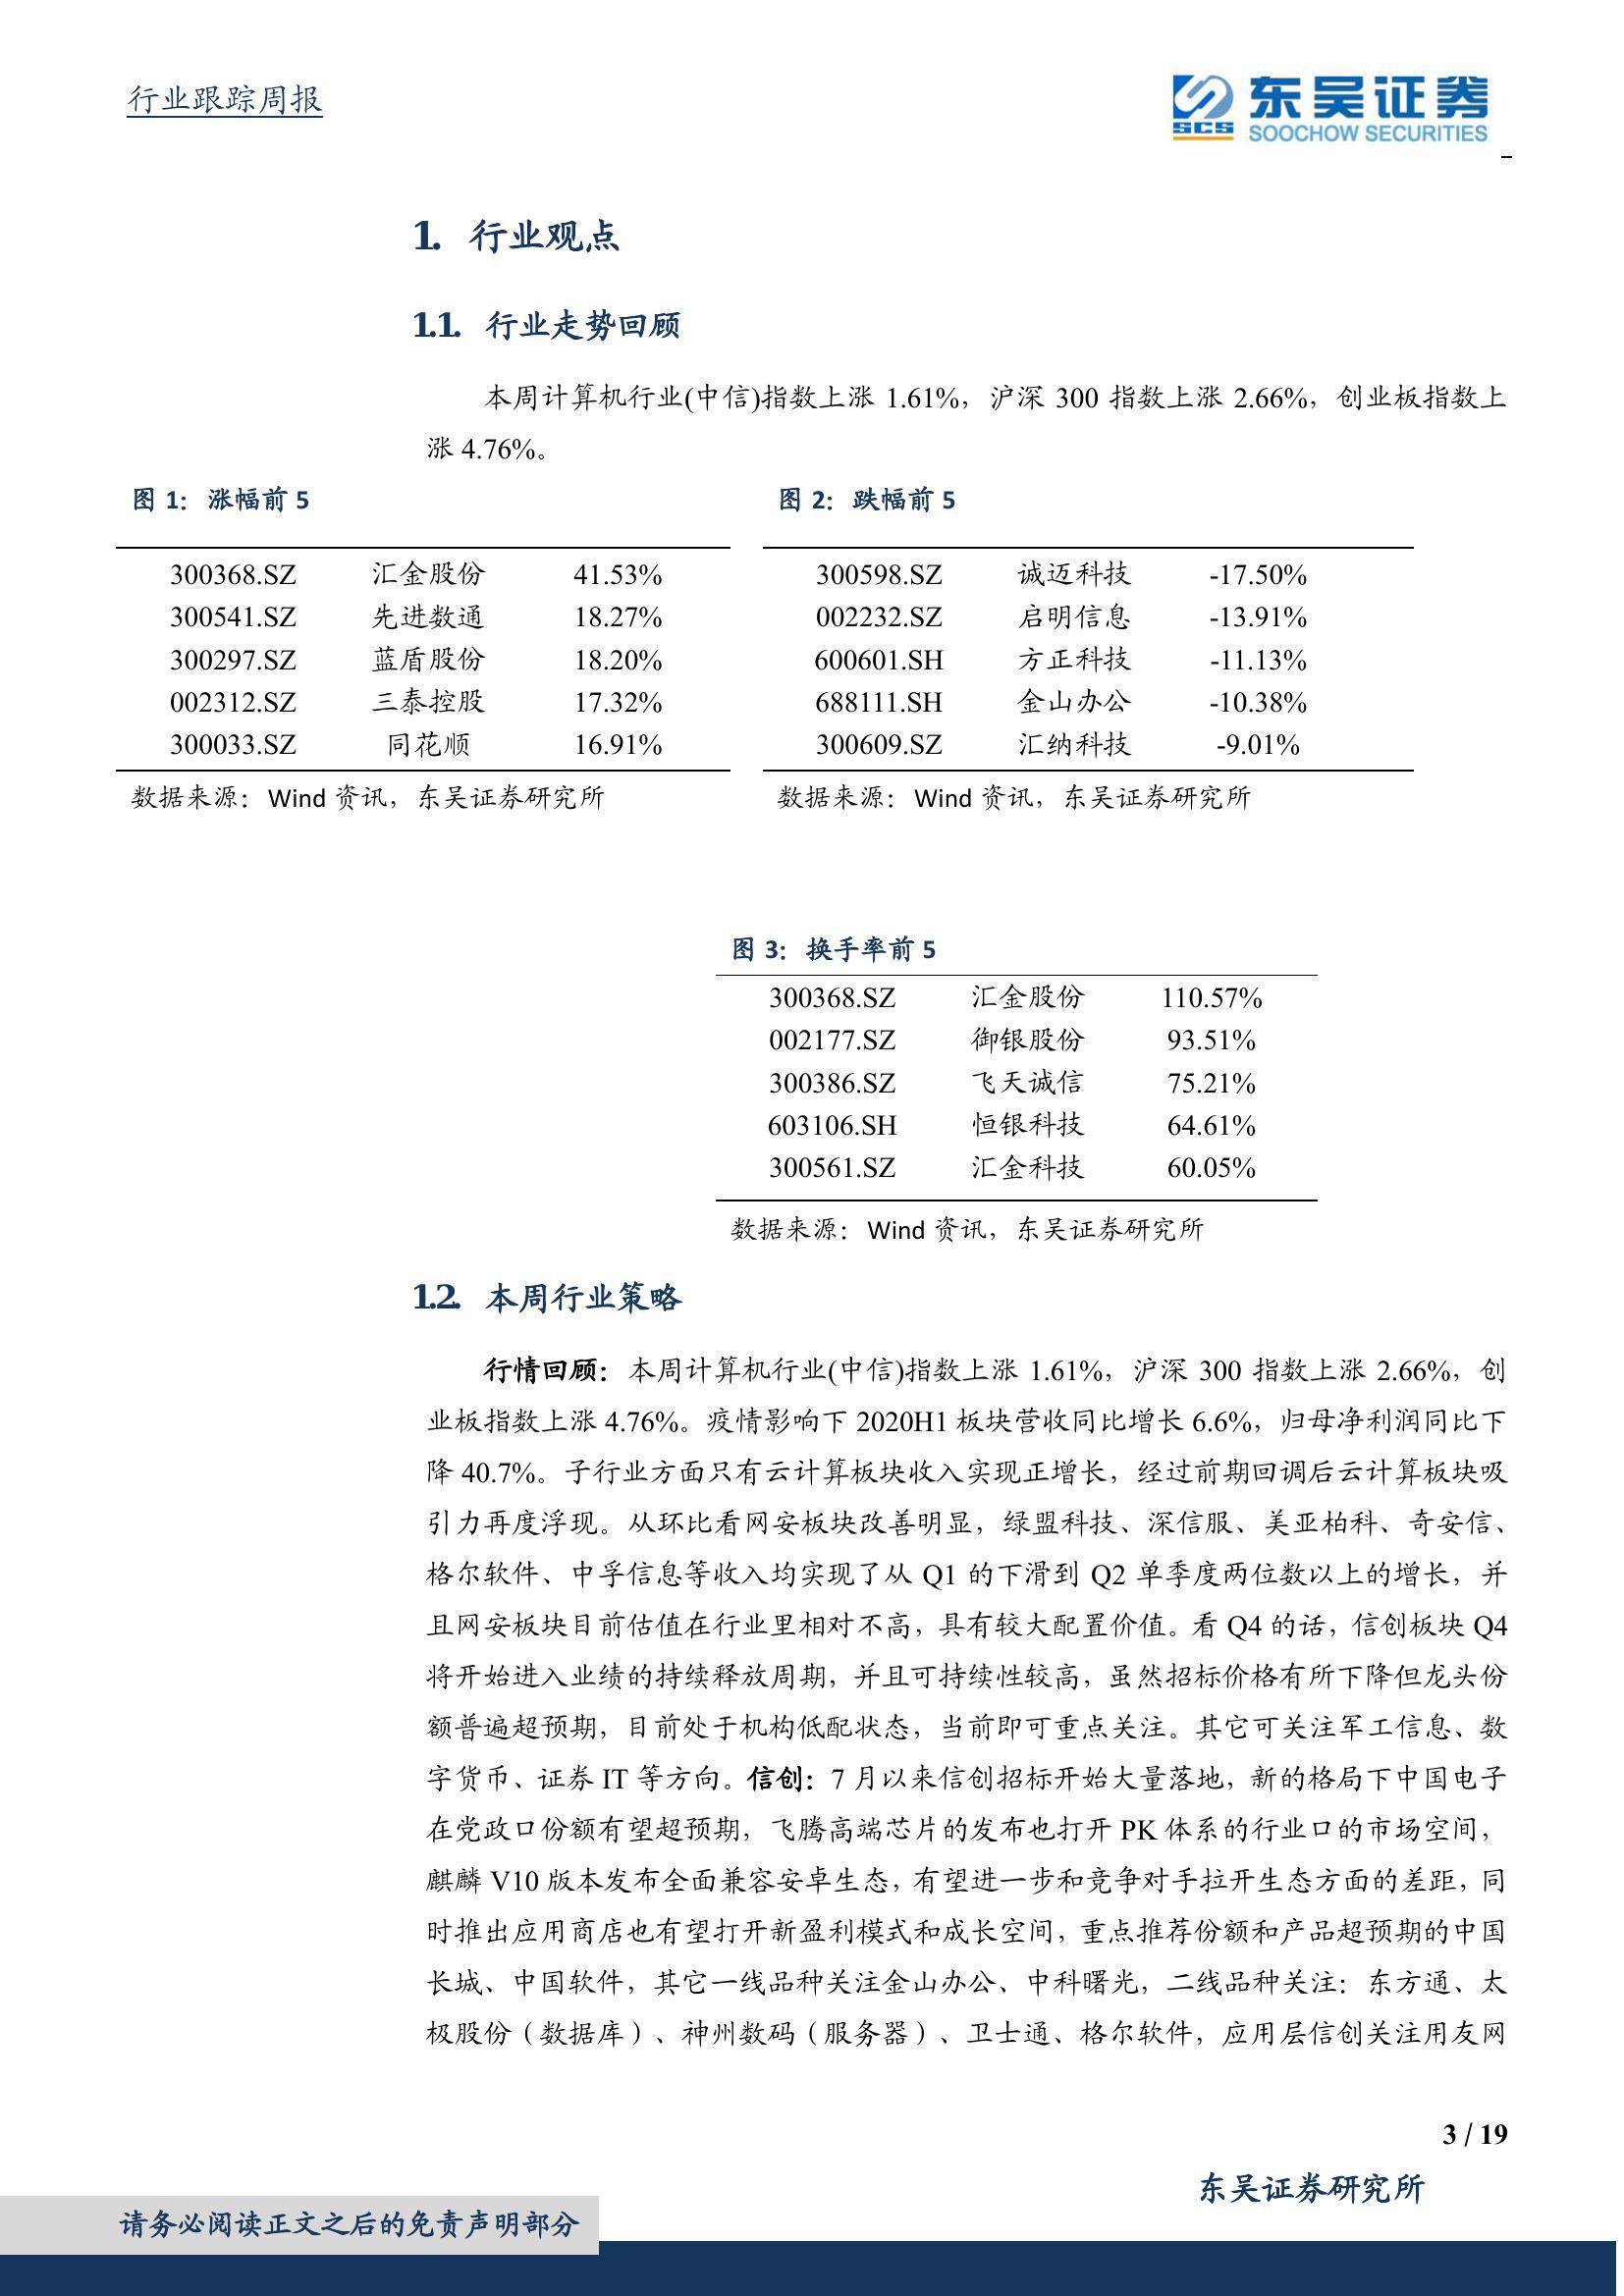 行业跟踪周报
SCS 东吴证券
SOOCHOW SECURITIES
1. 行业观点
1.1. 行业走势回顾
本周计算机行业(中信)指数上涨 1.61%，沪深 300 指数上涨 2.66%，创业板指数上
涨 4.76%。
图 1：涨幅前 5
300368.SZ 汇金股份 41.53%
300541.SZ 先进数通 18.27%
300297.SZ 蓝盾股份 18.20%
002312.SZ 三泰控股 17.32%
300033.SZ 同花顺 16.91%
数据来源：Wind 资讯，东吴证券研究所
图 2：跌幅前 5
300598.SZ 诚迈科技 -17.50%
002232.SZ 启明信息 -13.91%
600601.SH 方正科技 -11.13%
688111.SH 金山办公 -10.38%
300609.SZ 汇纳科技 -9.01%
数据来源：Wind 资讯，东吴证券研究所
图 3：换手率前 5
300368.SZ 汇金股份 110.57%
002177.SZ 御银股份 93.51%
300386.SZ 飞天诚信 75.21%
603106.SH 恒银科技 64.61%
300561.SZ 汇金科技 60.05%
数据来源：Wind 资讯，东吴证券研究所
1.2. 本周行业策略
行情回顾：本周计算机行业(中信)指数上涨 1.61%，沪深 300 指数上涨 2.66%，创
业板指数上涨 4.76%。疫情影响下 2020H1 板块营收同比增长 6.6%，归母净利润同比下
降 40.7%。子行业方面只有云计算板块收入实现正增长，经过前期回调后云计算板块吸
引力再度浮现。从环比看网安板块改善明显，绿盟科技、深信服、美亚柏科、奇安信、
格尔软件、中孚信息等收入均实现了从 Q1 的下滑到 Q2 单季度两位数以上的增长，并
且网安板块目前估值在行业里相对不高，具有较大配置价值。看 Q4 的话，信创板块 Q4
将开始进入业绩的持续释放周期，并且可持续性较高，虽然招标价格有所下降但龙头份
额普遍超预期，目前处于机构低配状态，当前即可重点关注。其它可关注军工信息、数
字货币、证券 IT 等方向。信创：7 月以来信创招标开始大量落地，新的格局下中国电子
在党政口份额有望超预期，飞腾高端芯片的发布也打开 PK 体系的行业口的市场空间，
麒麟 V10 版本发布全面兼容安卓生态，有望进一步和竞争对手拉开生态方面的差距，同
时推出应用商店也有望打开新盈利模式和成长空间，重点推荐份额和产品超预期的中国
长城、中国软件，其它一线品种关注金山办公、中科曙光，二线品种关注：东方通、太
极股份（数据库）、神州数码（服务器）、卫士通、格尔软件，应用层信创关注用友网
3 / 19
东吴证券研究所
请务必阅读正文之后的免责声明部分